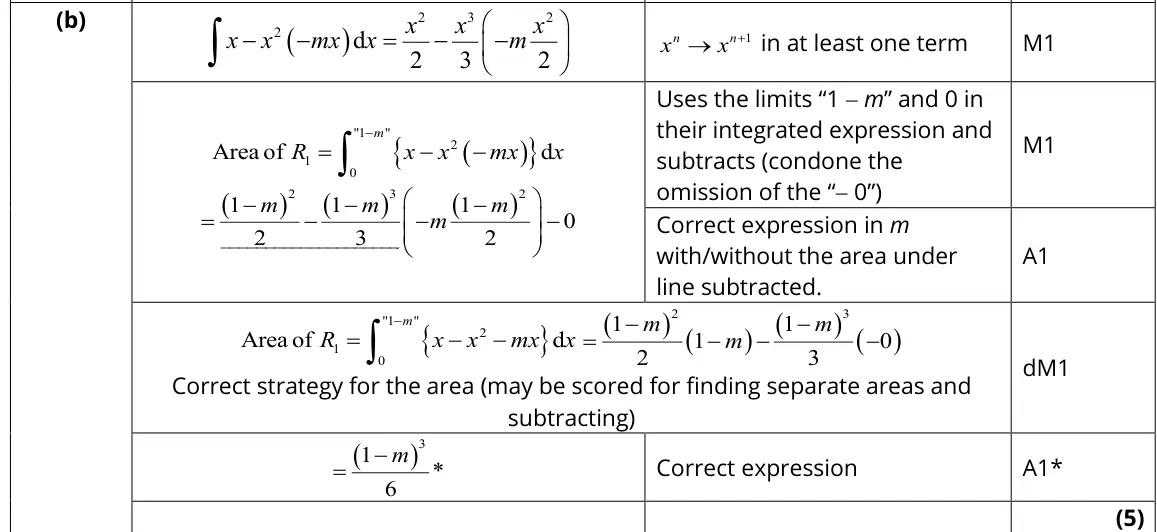 (b)
∫ x − x² (−mx) dx = x²/2 − x³/3 (−m x²/2)
xⁿ → xⁿ⁺¹ in at least one term
M1
Area of R₁ = ∫₀^"1−m" {x − x² (−mx)} dx
= (1−m)²/2 − (1−m)³/3 (−m (1−m)²/2) − 0
Uses the limits “1 – m” and 0 in
their integrated expression and
subtracts (condone the
omission of the “– 0”)
M1
Correct expression in m
with/without the area under
line subtracted.
A1
Area of R₁ = ∫₀^"1−m" {x − x² − mx} dx = (1−m)²/2 (1−m) − (1−m)³/3 (−0)
Correct strategy for the area (may be scored for finding separate areas and
subtracting)
dM1
= (1−m)³/6 *
Correct expression
A1*
(5)